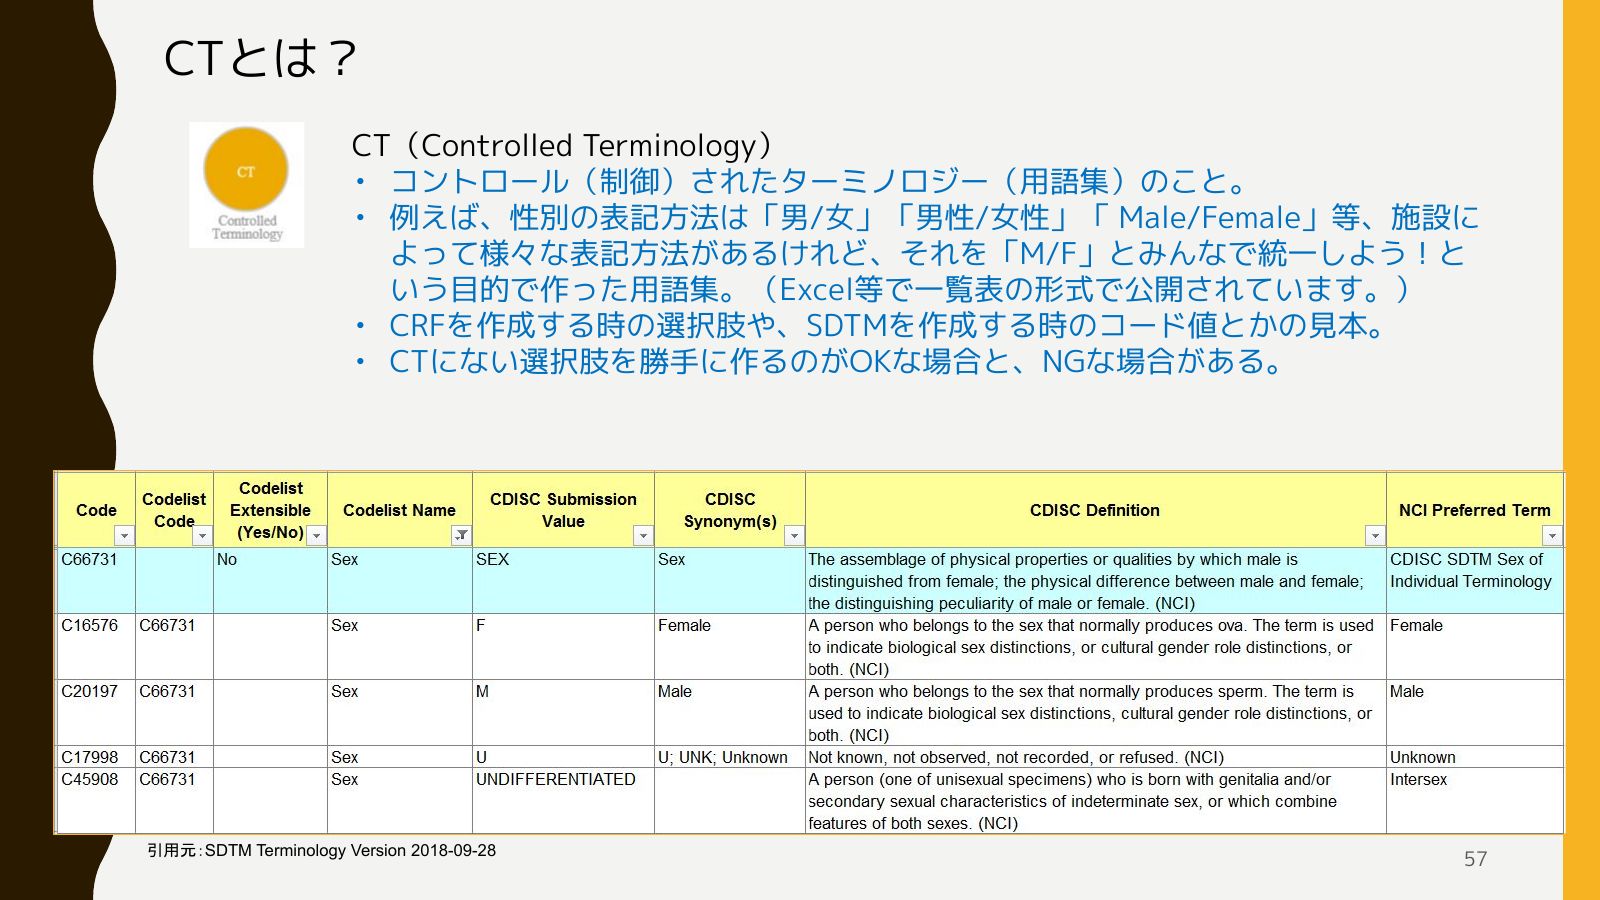 CTとは？
CT
Controlled
Terminology
CT（Controlled Terminology）
• コントロール（制御）されたターミノロジー（用語集）のこと。
• 例えば、性別の表記方法は「男/女」「男性/女性」「 Male/Female」等、施設に
よって様々な表記方法があるけれど、それを「M/F」とみんなで統一しよう！と
いう目的で作った用語集。（Excel等で一覧表の形式で公開されています。）
• CRFを作成する時の選択肢や、SDTMを作成する時のコード値とかの見本。
• CTにない選択肢を勝手に作るのがOKな場合と、NGな場合がある。
Code Codelist Code Codelist Extensible (Yes/No) Codelist Name CDISC Submission Value CDISC Synonym(s) CDISC Definition NCI Preferred Term
C66731 No Sex SEX Sex The assemblage of physical properties or qualities by which male is CDISC SDTM Sex of
distinguished from female; the physical difference between male and female; Individual Terminology
the distinguishing peculiarity of male or female. (NCI)
C16576 C66731 Sex F Female A person who belongs to the sex that normally produces ova. The term is used Female
to indicate biological sex distinctions, or cultural gender role distinctions, or
both. (NCI)
C20197 C66731 Sex M Male A person who belongs to the sex that normally produces sperm. The term is Male
used to indicate biological sex distinctions, cultural gender role distinctions, or
both. (NCI)
C17998 C66731 Sex U U; UNK; Unknown Not known, not observed, not recorded, or refused. (NCI) Unknown
C45908 C66731 Sex UNDIFFERENTIATED A person (one of unisexual specimens) who is born with genitalia and/or Intersex
secondary sexual characteristics of indeterminate sex, or which combine
features of both sexes. (NCI)
引用元：SDTM Terminology Version 2018-09-28
57